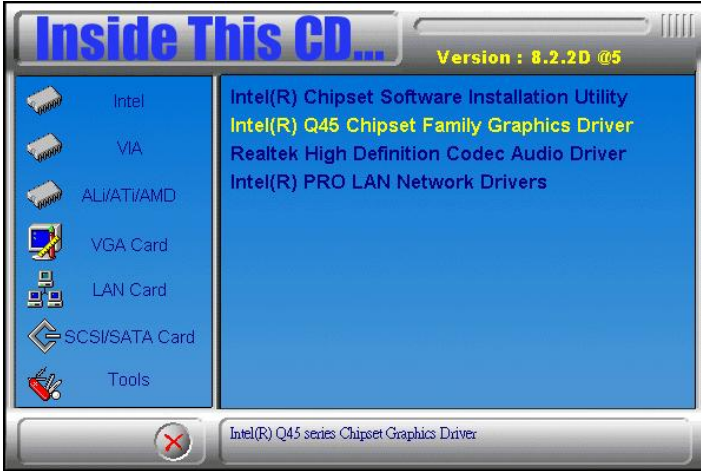 Inside This CD...
Version : 8.2.2D @5
Intel
VIA
ALi/ATi/AMD
VGA Card
LAN Card
SCSI/SATA Card
Tools
Intel(R) Chipset Software Installation Utility
Intel(R) Q45 Chipset Family Graphics Driver
Realtek High Definition Codec Audio Driver
Intel(R) PRO LAN Network Drivers
Intel(R) Q45 series Chipset Graphics Driver